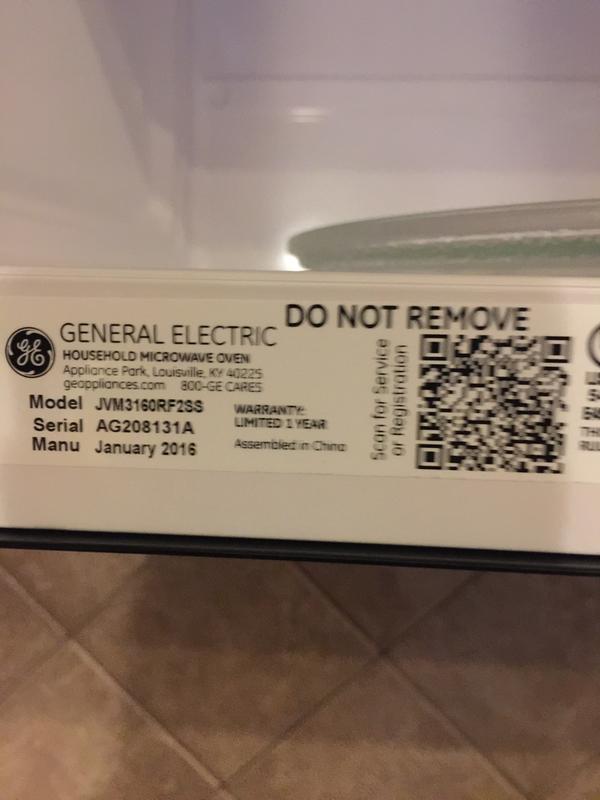 DO NOT REMOVE
GE
GENERAL ELECTRIC
HOUSEHOLD MICROWAVE OVEN
Appliance Park, Louisville, KY 40225
geappliances.com 800-GE CARES
Model JVM3160RF2SS
Serial AG208131A
Manu January 2016
WARRANTY:
LIMITED 1 YEAR
Assembled in China
Scan for Service
or Registration